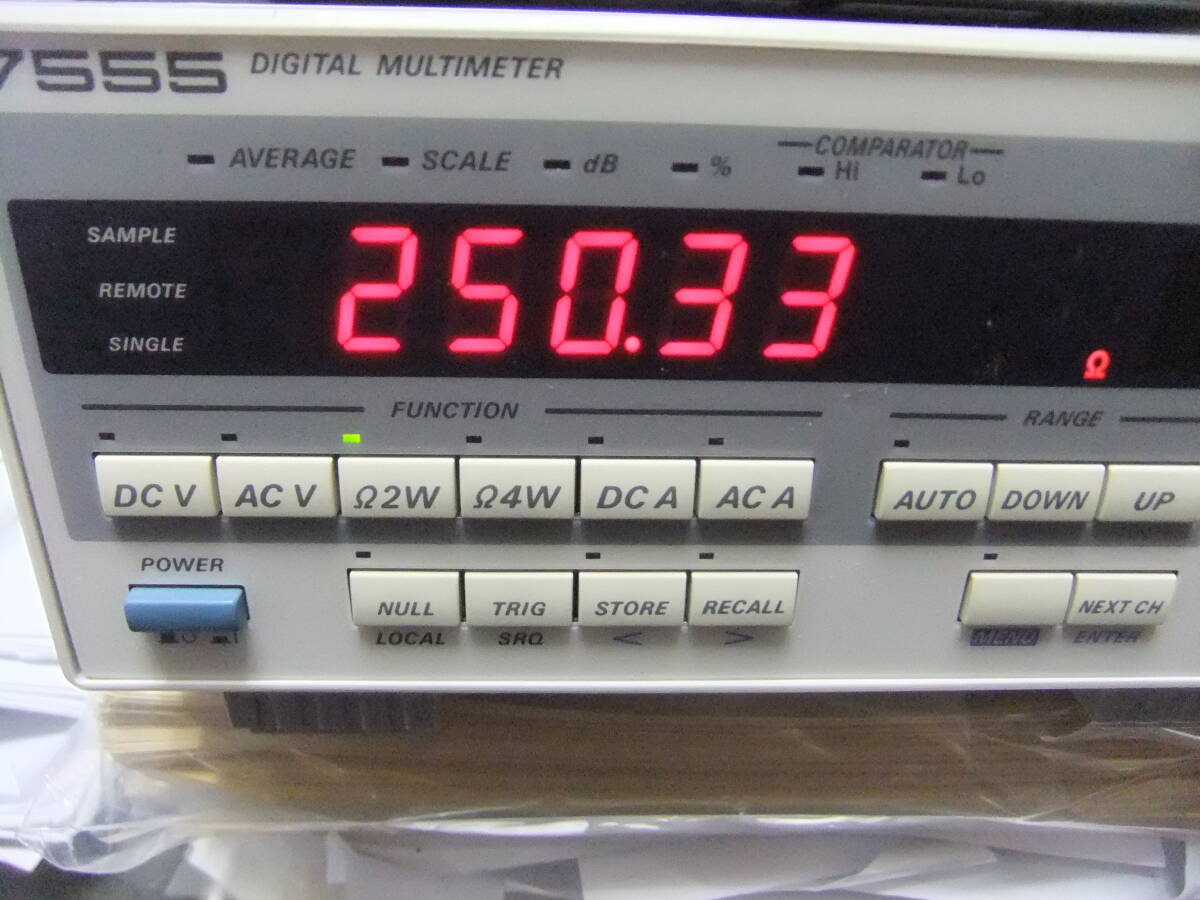 7555 DIGITAL MULTIMETER
COMPARATOR
AVERAGE SCALE dB % Hi Lo
SAMPLE
REMOTE
SINGLE
250.33
Ω
FUNCTION RANGE
DC V AC V Ω2W Ω4W DC A AC A AUTO DOWN UP
POWER
NULL TRIG STORE RECALL NEXT CH
LOCAL SRQ < > MENU ENTER